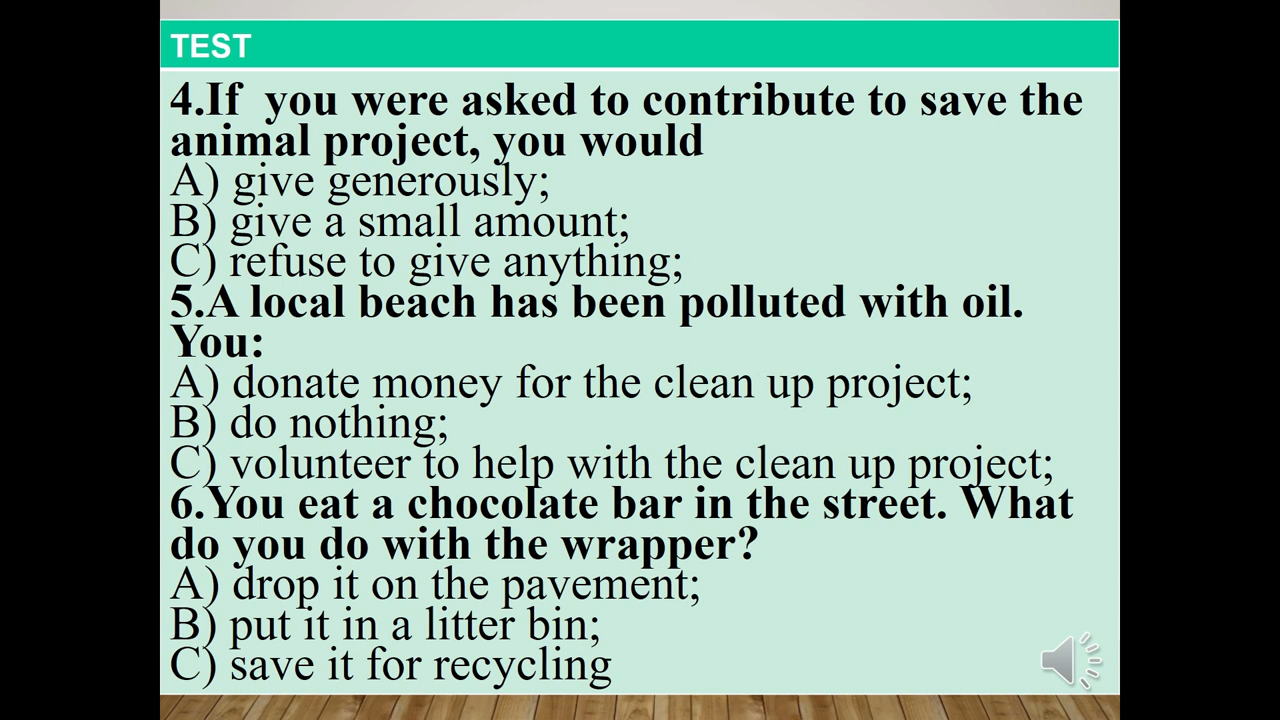 TEST
4.If  you were asked to contribute to save the
animal project, you would
A) give generously;
B) give a small amount;
C) refuse to give anything;
5.A local beach has been polluted with oil.
You:
A) donate money for the clean up project;
B) do nothing;
C) volunteer to help with the clean up project;
6.You eat a chocolate bar in the street. What
do you do with the wrapper?
A) drop it on the pavement;
B) put it in a litter bin;
C) save it for recycling